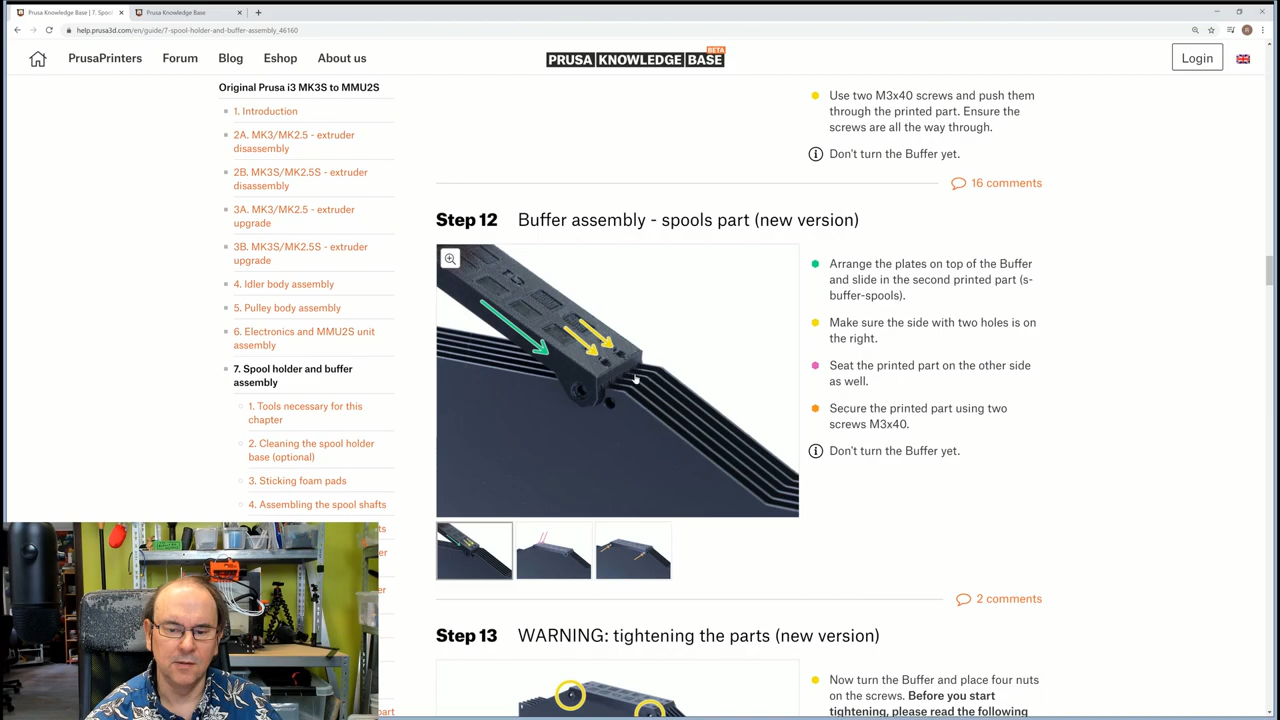 Prusa Knowledge Base | 7. Spool
Prusa Knowledge Base
help.prusa3d.com/en/guide/7-spool-holder-and-buffer-assembly_46160
PrusaPrinters
Forum
Blog
Eshop
About us
PRUSA KNOWLEDGE BASE
BETA
Login
Original Prusa i3 MK3S to MMU2S
1. Introduction
2A. MK3/MK2.5 - extruder
disassembly
2B. MK3S/MK2.5S - extruder
disassembly
3A. MK3/MK2.5 - extruder
upgrade
3B. MK3S/MK2.5S - extruder
upgrade
4. Idler body assembly
5. Pulley body assembly
6. Electronics and MMU2S unit
assembly
7. Spool holder and buffer
assembly
1. Tools necessary for this
chapter
2. Cleaning the spool holder
base (optional)
3. Sticking foam pads
4. Assembling the spool shafts
Use two M3x40 screws and push them
through the printed part. Ensure the
screws are all the way through.
Don't turn the Buffer yet.
16 comments
Step 12 Buffer assembly - spools part (new version)
Arrange the plates on top of the Buffer
and slide in the second printed part (s-
buffer-spools).
Make sure the side with two holes is on
the right.
Seat the printed part on the other side
as well.
Secure the printed part using two
screws M3x40.
Don't turn the Buffer yet.
2 comments
Step 13 WARNING: tightening the parts (new version)
Now turn the Buffer and place four nuts
on the screws. Before you start
tightening, please read the following